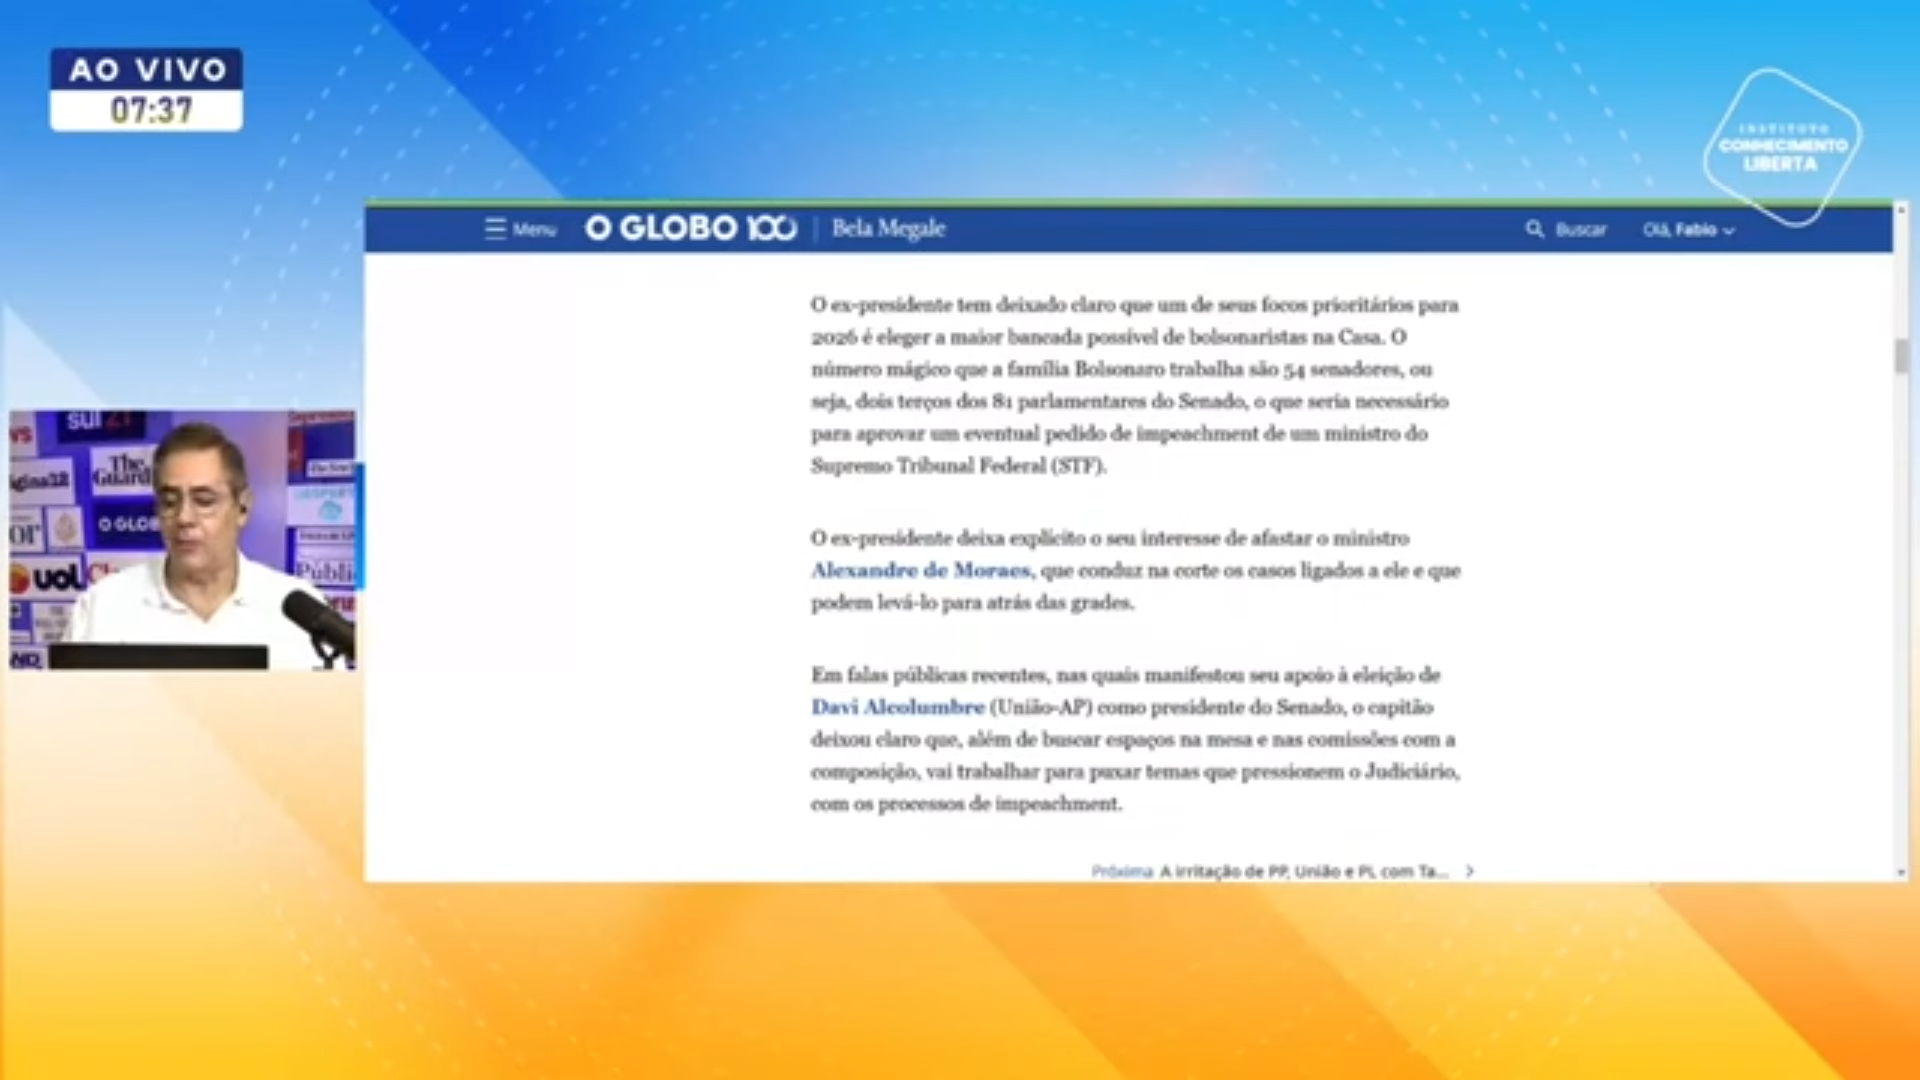 AO VIVO
07:37
INSTITUTO
CONHECIMENTO
LIBERTA
Menu
O GLOBO 100
Bela Megale
Buscar
Olá, Fabio
O ex-presidente tem deixado claro que um de seus focos prioritários para
2026 é eleger a maior bancada possível de bolsonaristas na Casa. O
número mágico que a família Bolsonaro trabalha são 54 senadores, ou
seja, dois terços dos 81 parlamentares do Senado, o que seria necessário
para aprovar um eventual pedido de impeachment de um ministro do
Supremo Tribunal Federal (STF).
O ex-presidente deixa explícito o seu interesse de afastar o ministro
Alexandre de Moraes, que conduz na corte os casos ligados a ele e que
podem levá-lo para atrás das grades.
Em falas públicas recentes, nas quais manifestou seu apoio à eleição de
Davi Alcolumbre (União-AP) como presidente do Senado, o capitão
deixou claro que, além de buscar espaços na mesa e nas comissões com a
composição, vai trabalhar para puxar temas que pressionem o Judiciário,
com os processos de impeachment.
Próxima A irritação de PP, União e PL com Ta...
sul 21
The
Guard
ágina12
O GLOB
uol
Públi